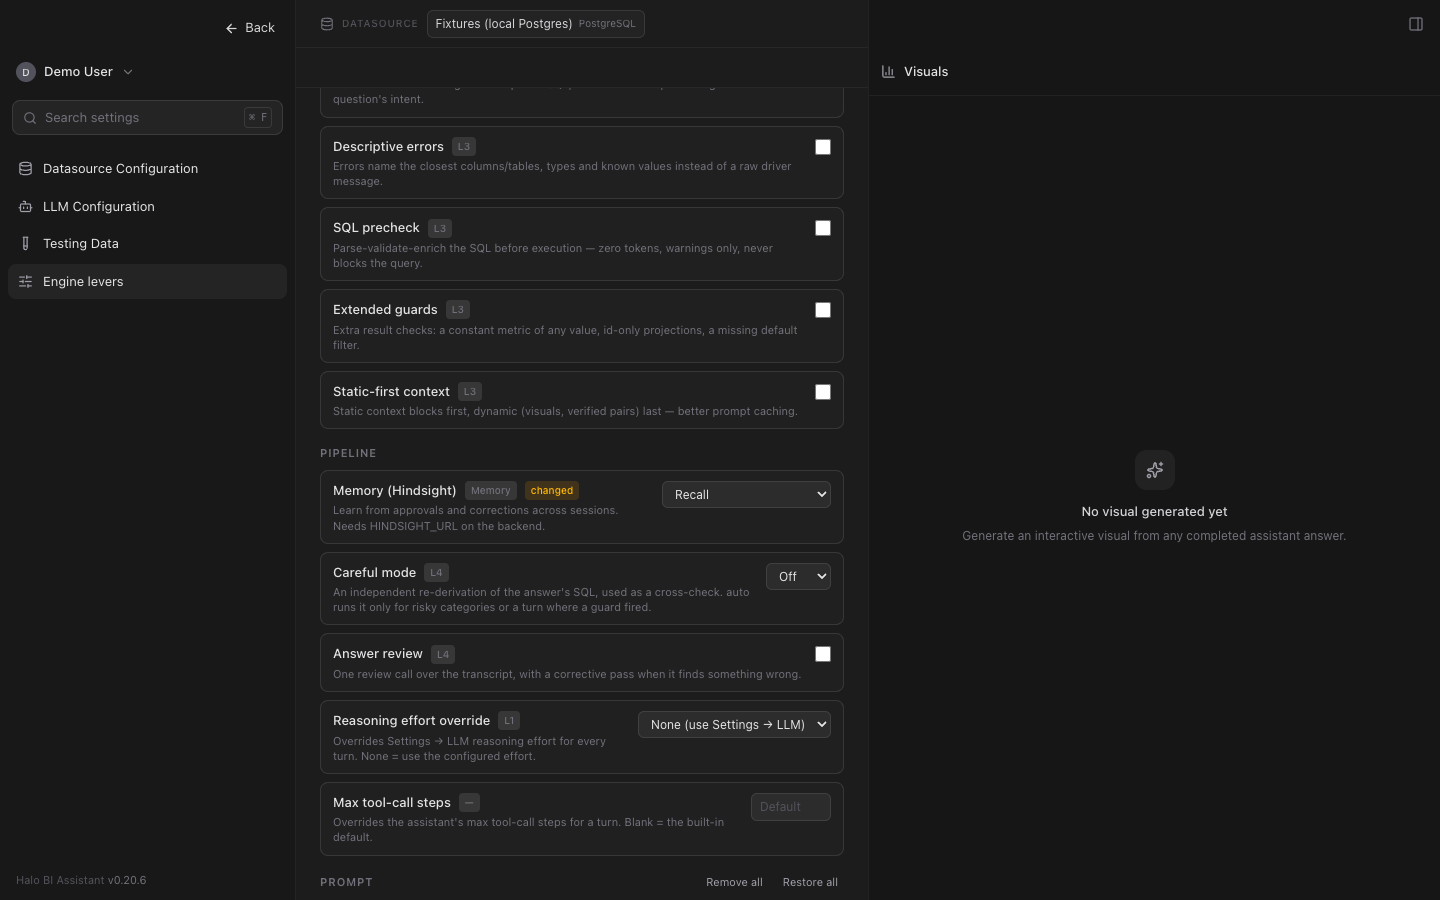 Back
D Demo User
Search settings ⌘ F
Datasource Configuration
LLM Configuration
Testing Data
Engine levers
Halo BI Assistant v0.20.6
DATASOURCE Fixtures (local Postgres) PostgreSQL
question's intent.
Descriptive errors L3
Errors name the closest columns/tables, types and known values instead of a raw driver
message.
SQL precheck L3
Parse-validate-enrich the SQL before execution — zero tokens, warnings only, never
blocks the query.
Extended guards L3
Extra result checks: a constant metric of any value, id-only projections, a missing default
filter.
Static-first context L3
Static context blocks first, dynamic (visuals, verified pairs) last — better prompt caching.
PIPELINE
Memory (Hindsight) Memory changed Recall
Learn from approvals and corrections across sessions.
Needs HINDSIGHT_URL on the backend.
Careful mode L4 Off
An independent re-derivation of the answer's SQL, used as a cross-check. auto
runs it only for risky categories or a turn where a guard fired.
Answer review L4
One review call over the transcript, with a corrective pass when it finds something wrong.
Reasoning effort override L1 None (use Settings → LLM)
Overrides Settings → LLM reasoning effort for every
turn. None = use the configured effort.
Max tool-call steps — Default
Overrides the assistant's max tool-call steps for a turn. Blank = the built-in
default.
PROMPT Remove all Restore all
Visuals
No visual generated yet
Generate an interactive visual from any completed assistant answer.